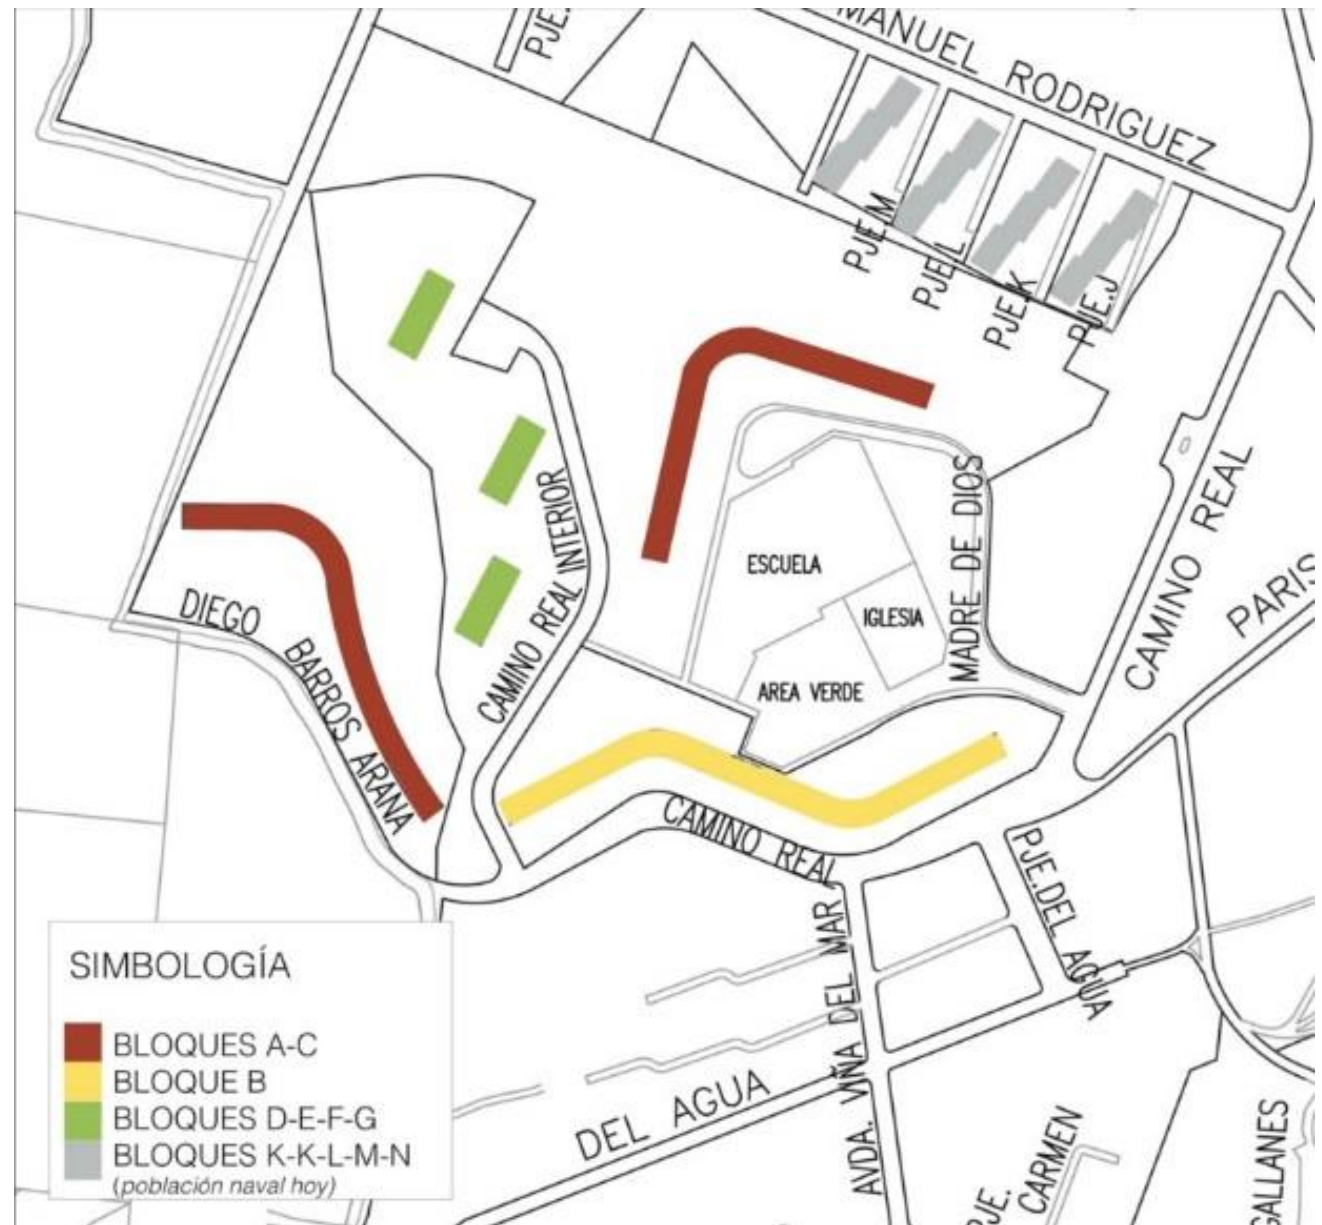 PJE.
MANUEL RODRIGUEZ
PJE.M
PJE.L
PJE.K
PJE.J
CAMINO REAL INTERIOR
MADRE DE DIOS
CAMINO REAL
PARIS
ESCUELA
IGLESIA
AREA VERDE
DIEGO BARROS ARANA
CAMINO REAL
PJE.DEL AGUA
AVDA. VIÑA DEL MAR
DEL AGUA
PJE. CARMEN
GALLANES
SIMBOLOGÍA
BLOQUES A-C
BLOQUE B
BLOQUES D-E-F-G
BLOQUES K-K-L-M-N
(población naval hoy)